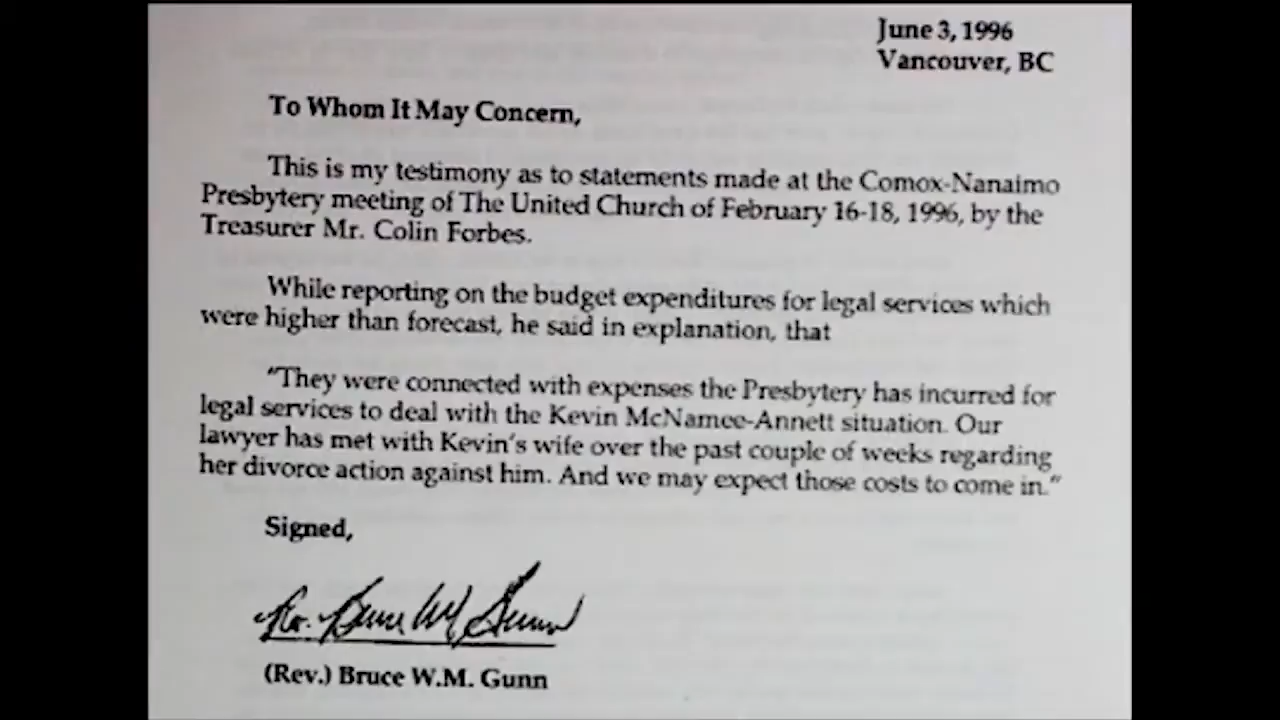 June 3, 1996
Vancouver, BC
To Whom It May Concern,
This is my testimony as to statements made at the Comox-Nanaimo
Presbytery meeting of The United Church of February 16-18, 1996, by the
Treasurer Mr. Colin Forbes.
While reporting on the budget expenditures for legal services which
were higher than forecast, he said in explanation, that
"They were connected with expenses the Presbytery has incurred for
legal services to deal with the Kevin McNamee-Annett situation. Our
lawyer has met with Kevin's wife over the past couple of weeks regarding
her divorce action against him. And we may expect those costs to come in."
Signed,
Rev. Bruce W M Gunn
(Rev.) Bruce W.M. Gunn